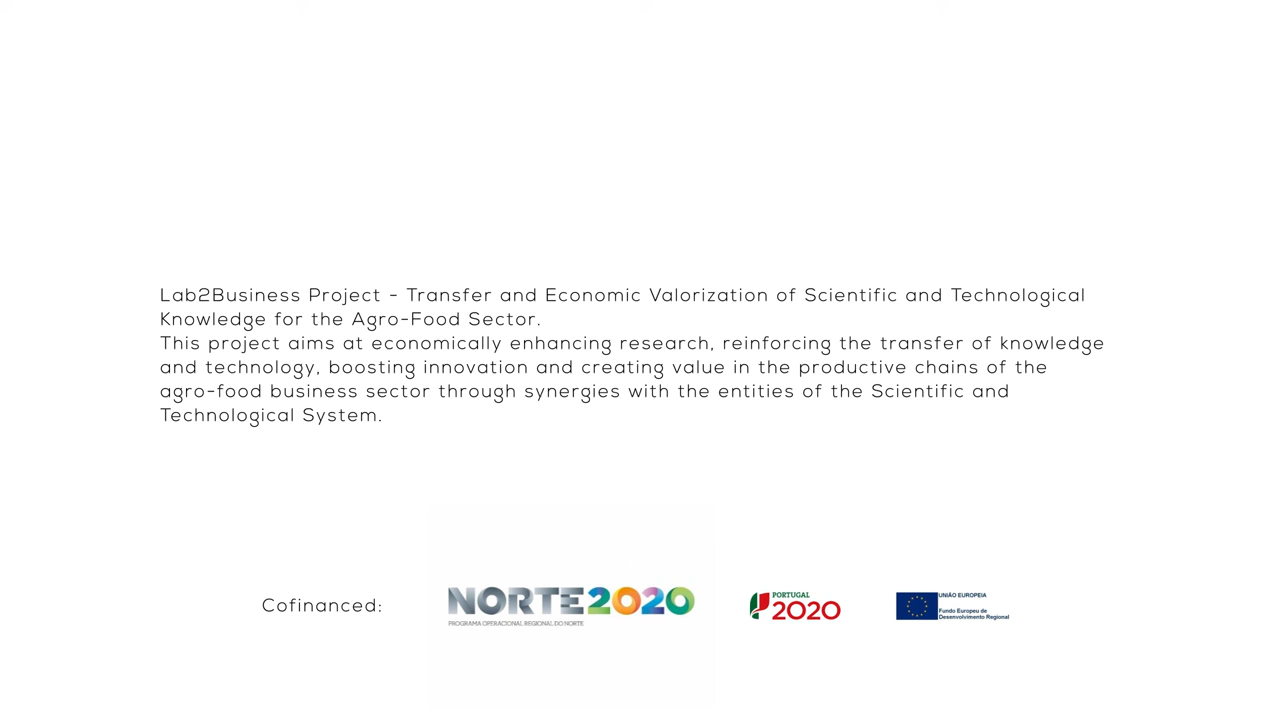 Lab2Business Project - Transfer and Economic Valorization of Scientific and Technological
Knowledge for the Agro-Food Sector.
This project aims at economically enhancing research, reinforcing the transfer of knowledge
and technology, boosting innovation and creating value in the productive chains of the
agro-food business sector through synergies with the entities of the Scientific and
Technological System.
Cofinanced:
NORTE2020
PROGRAMA OPERACIONAL REGIONAL DO NORTE
PORTUGAL
2020
UNIÃO EUROPEIA
Fundo Europeu de
Desenvolvimento Regional